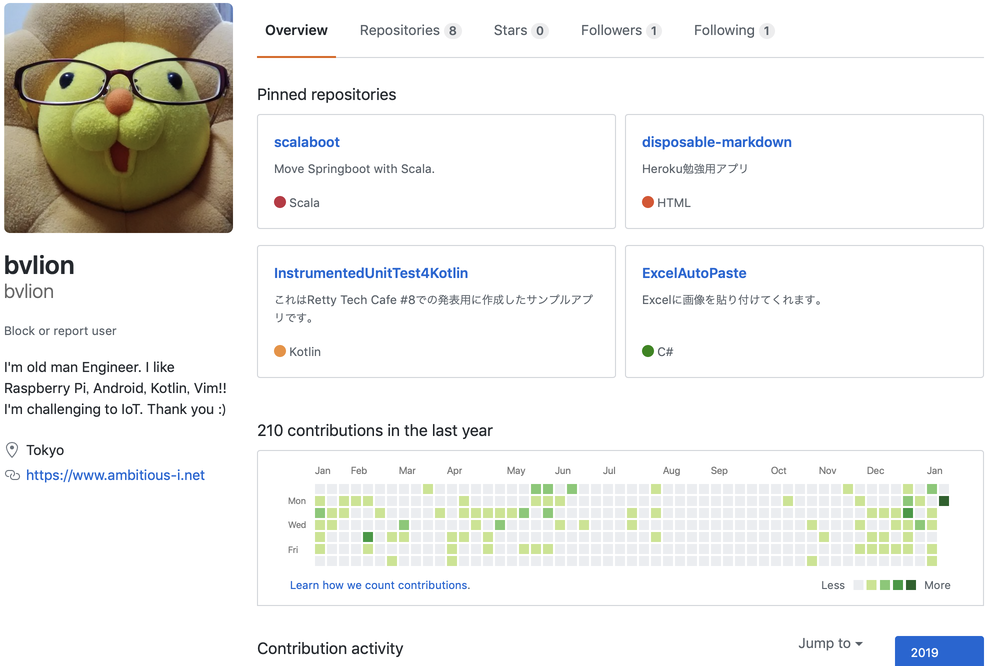 Overview Repositories 8 Stars 0 Followers 1 Following 1
Pinned repositories
scalaboot
Move Springboot with Scala.
Scala
disposable-markdown
Heroku勉強用アプリ
HTML
InstrumentedUnitTest4Kotlin
これはRetty Tech Cafe #8での発表用に作成したサンプルアプ
リです。
Kotlin
ExcelAutoPaste
Excelに画像を貼り付けてくれます。
C#
bvlion
bvlion
Block or report user
I'm old man Engineer. I like
Raspberry Pi, Android, Kotlin, Vim!!
I'm challenging to IoT. Thank you :)
Tokyo
https://www.ambitious-i.net
210 contributions in the last year
Jan Feb Mar Apr May Jun Jul Aug Sep Oct Nov Dec Jan
Mon
Wed
Fri
Learn how we count contributions.
Less More
Contribution activity
Jump to
2019